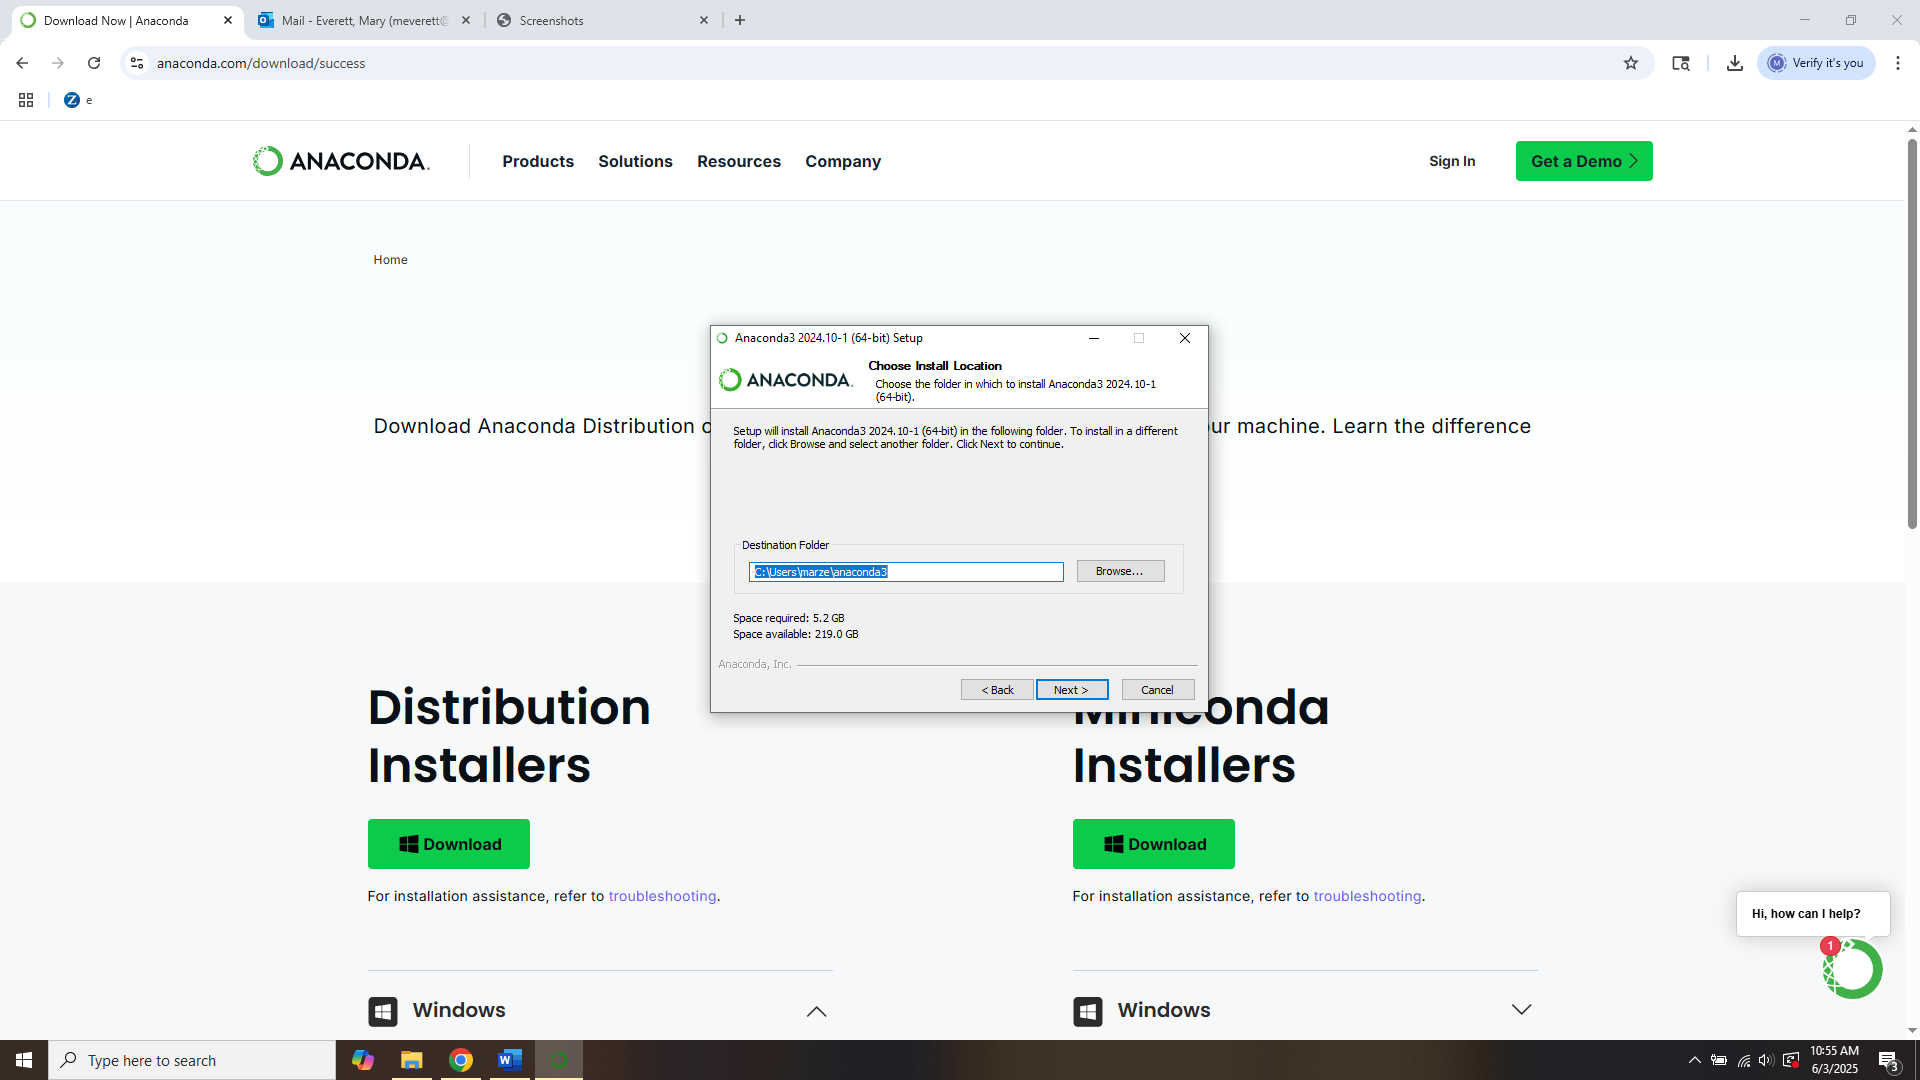 Download Now | Anaconda
Mail - Everett, Mary (meverett@
Screenshots
anaconda.com/download/success
Verify it's you
e
ANACONDA.
Products
Solutions
Resources
Company
Sign In
Get a Demo
Home
Download Anaconda Distribution
ur machine. Learn the difference
Anaconda3 2024.10-1 (64-bit) Setup
ANACONDA.
Choose Install Location
Choose the folder in which to install Anaconda3 2024.10-1
(64-bit).
Setup will install Anaconda3 2024.10-1 (64-bit) in the following folder. To install in a different
folder, click Browse and select another folder. Click Next to continue.
Destination Folder
C:\Users\marze\anaconda3
Browse...
Space required: 5.2 GB
Space available: 219.0 GB
Anaconda, Inc.
< Back
Next >
Cancel
Distribution
Installers
Download
For installation assistance, refer to troubleshooting.
Windows
Miniconda
Installers
Download
For installation assistance, refer to troubleshooting.
Windows
Hi, how can I help?
1
Type here to search
10:55 AM
6/3/2025
3